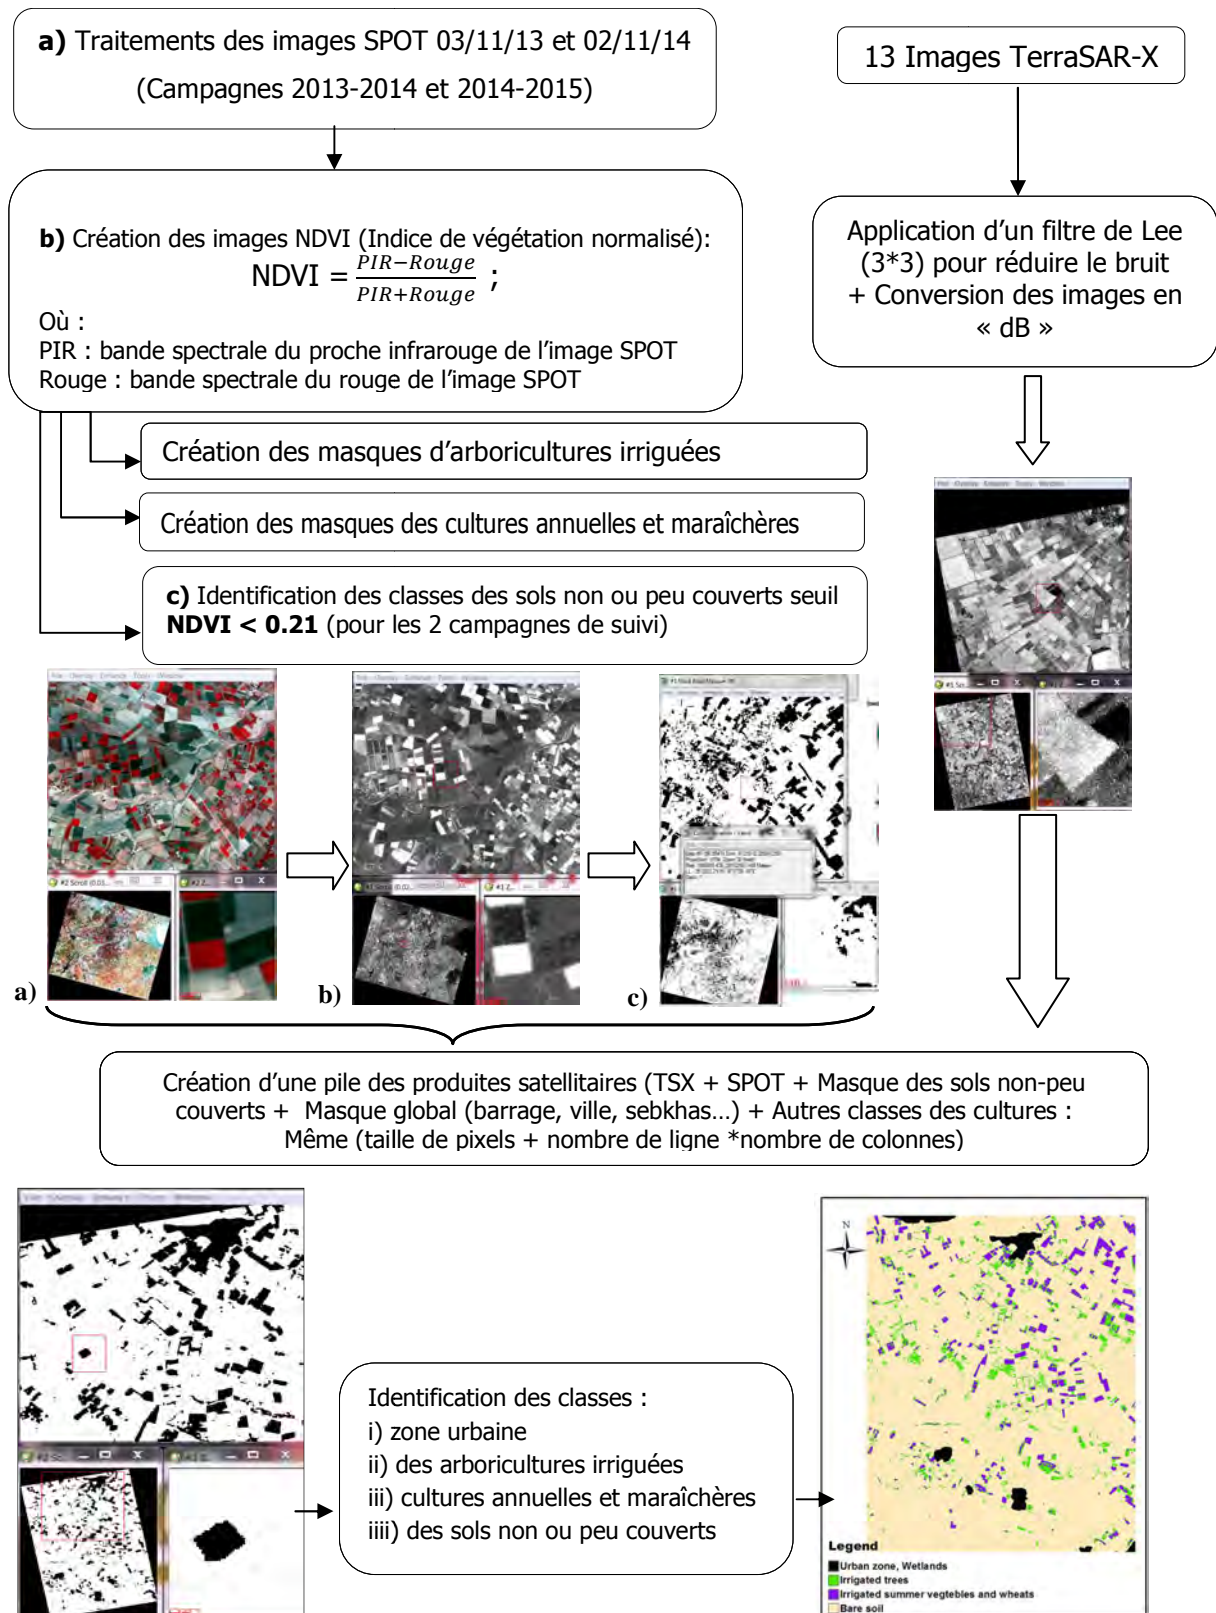 a) Traitements des images SPOT 03/11/13 et 02/11/14
(Campagnes 2013-2014 et 2014-2015)
13 Images TerraSAR-X
b) Création des images NDVI (Indice de végétation normalisé):
NDVI = PIR−Rouge / PIR+Rouge ;
Où :
PIR : bande spectrale du proche infrarouge de l'image SPOT
Rouge : bande spectrale du rouge de l'image SPOT
Application d'un filtre de Lee
(3*3) pour réduire le bruit
+ Conversion des images en
« dB »
Création des masques d'arboricultures irriguées
Création des masques des cultures annuelles et maraîchères
c) Identification des classes des sols non ou peu couverts seuil
NDVI < 0.21 (pour les 2 campagnes de suivi)
a)
b)
c)
Création d'une pile des produites satellitaires (TSX + SPOT + Masque des sols non-peu
couverts + Masque global (barrage, ville, sebkhas…) + Autres classes des cultures :
Même (taille de pixels + nombre de ligne *nombre de colonnes)
Identification des classes :
i) zone urbaine
ii) des arboricultures irriguées
iii) cultures annuelles et maraîchères
iiii) des sols non ou peu couverts
N
Legend
Urban zone, Wetlands
Irrigated trees
Irrigated summer vegtebles and wheats
Bare soil